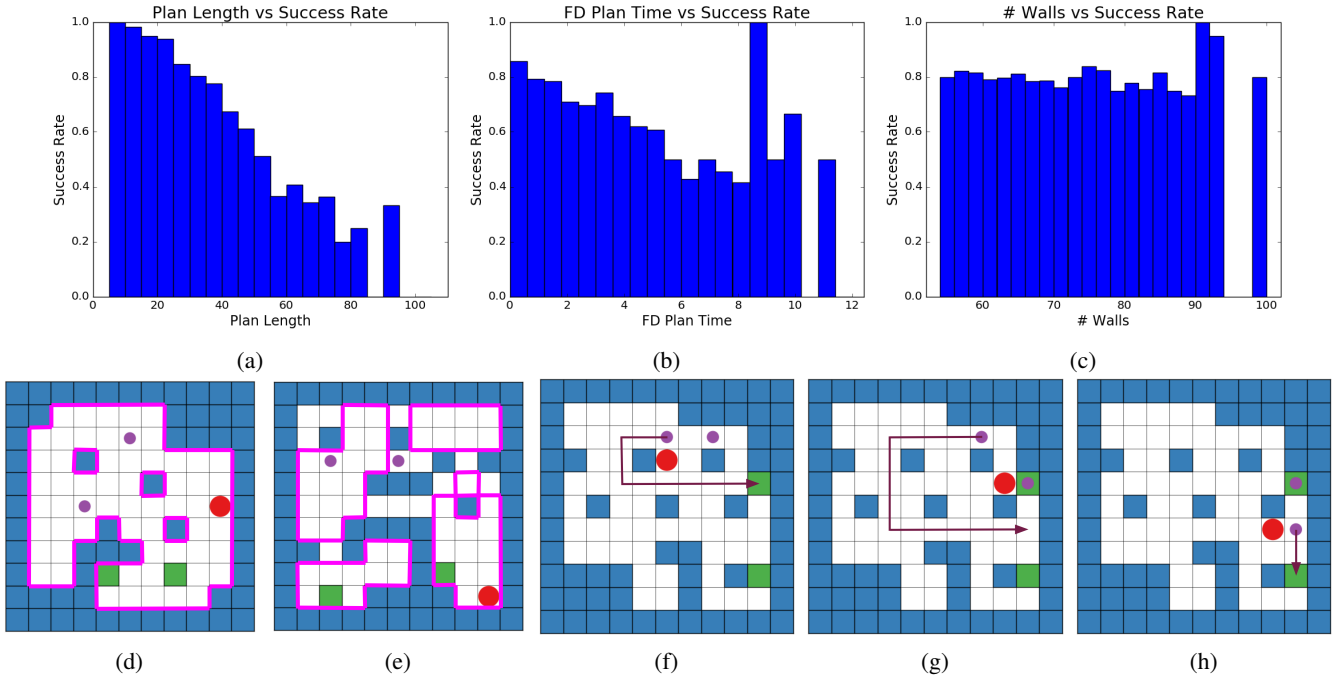 Plan Length vs Success Rate
1.0
0.8
0.6
0.4
0.2
0.0
Success Rate
0 20 40 60 80 100
Plan Length
(a)
FD Plan Time vs Success Rate
1.0
0.8
0.6
0.4
0.2
0.0
Success Rate
0 2 4 6 8 10 12
FD Plan Time
(b)
# Walls vs Success Rate
1.0
0.8
0.6
0.4
0.2
0.0
Success Rate
60 70 80 90 100
# Walls
(c)
(d)
(e)
(f)
(g)
(h)